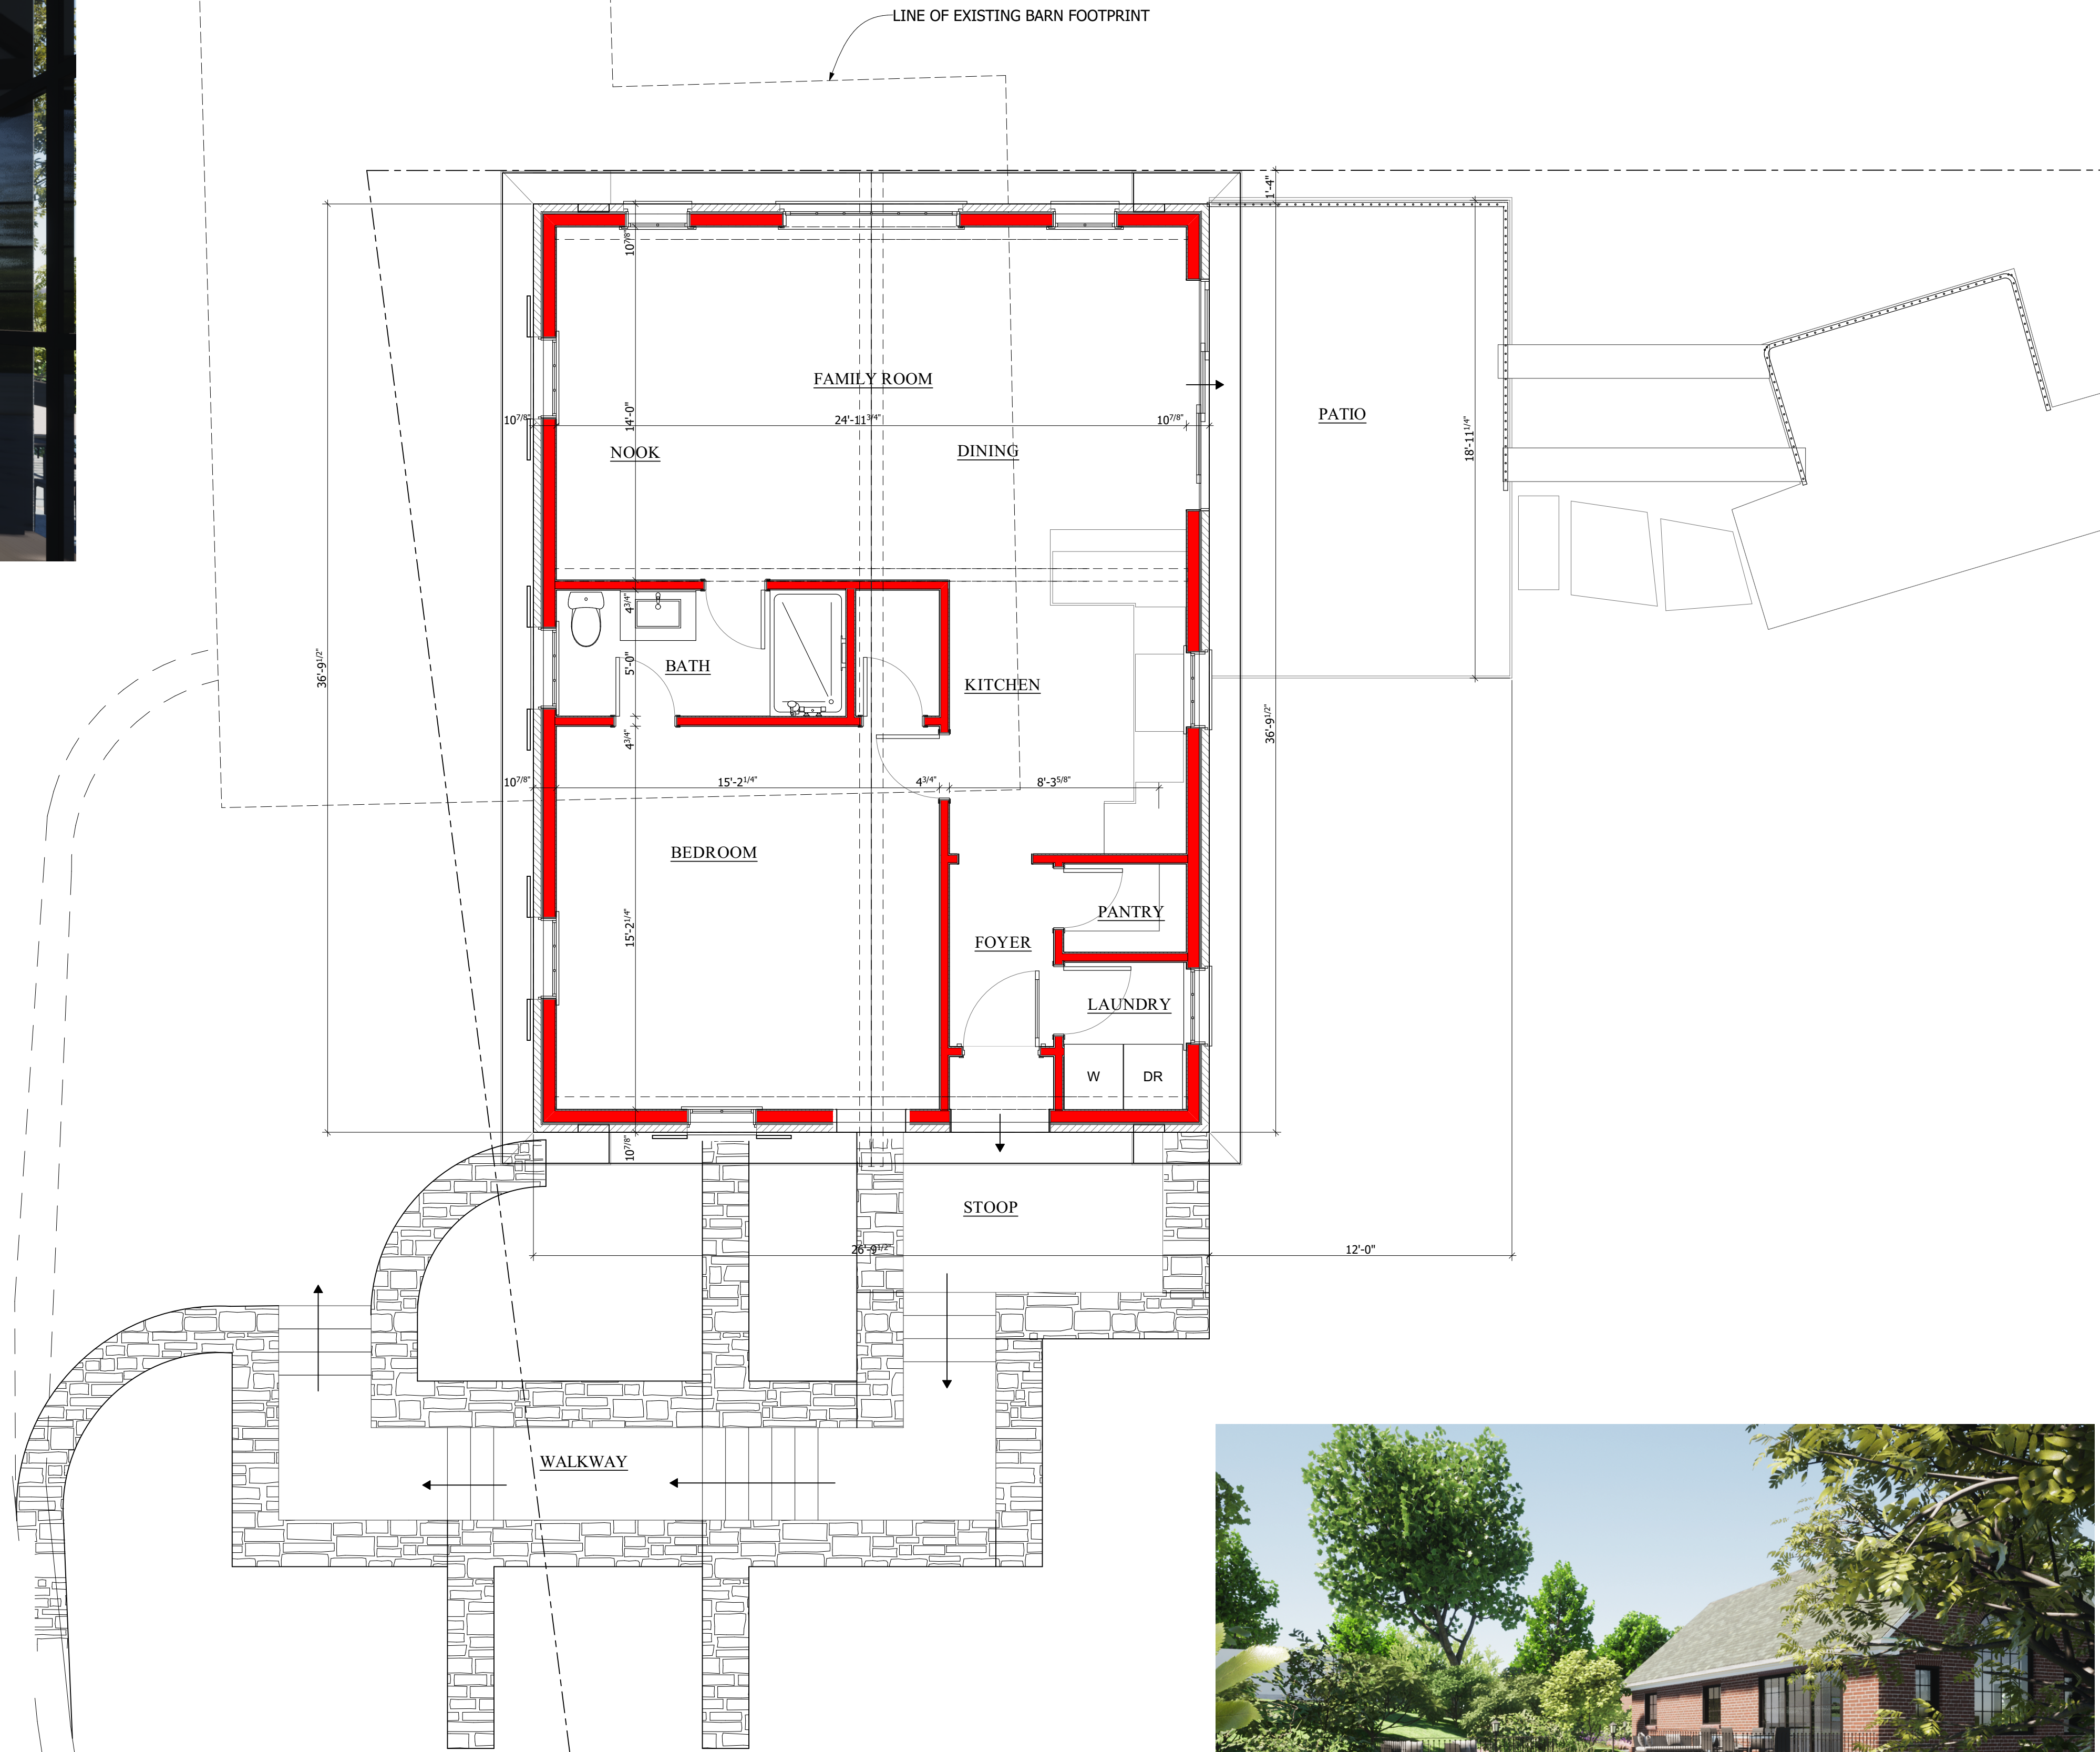 LINE OF EXISTING BARN FOOTPRINT
1'-4"
10 7/8"
FAMILY ROOM
14'-0"
10 7/8"
24'-11 3/4"
10 7/8"
PATIO
18'-11 1/4"
NOOK
DINING
4 3/4"
36'-9 1/2"
5'-0"
BATH
KITCHEN
36'-9 1/2"
4 3/4"
10 7/8"
15'-2 1/4"
4 3/4"
8'-3 5/8"
BEDROOM
PANTRY
15'-2 1/4"
FOYER
LAUNDRY
W
DR
10 7/8"
STOOP
26'-9 1/2"
12'-0"
WALKWAY